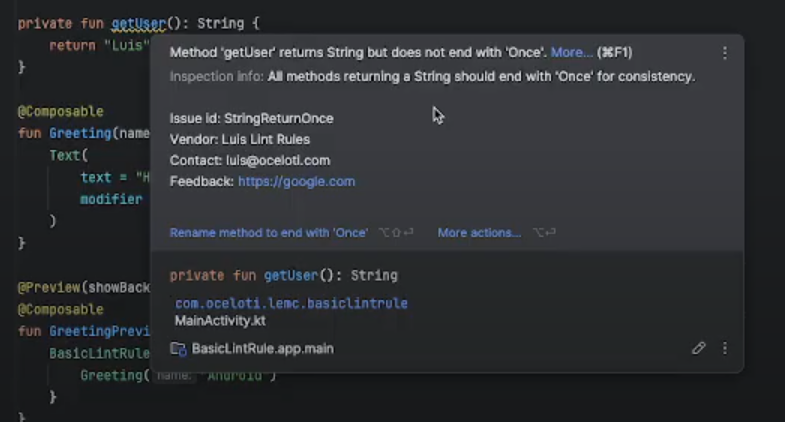 private fun getUser(): String {
return "Luis"
}
Method 'getUser' returns String but does not end with 'Once'. More... (⌘F1)
Inspection info: All methods returning a String should end with 'Once' for consistency.
Issue id: StringReturnOnce
Vendor: Luis Lint Rules
Contact: luis@oceloti.com
Feedback: https://google.com
Rename method to end with 'Once' ⌥⇧⏎ More actions... ⌥⏎
private fun getUser(): String
com.oceloti.lemc.basiclintrule
MainActivity.kt
BasicLintRule.app.main
@Composable
fun Greeting(name
Text(
text = "H
modifier
)
}
@Preview(showBack
@Composable
fun GreetingPrevi
BasicLintRule
Greeting( name: "Android")
}
}